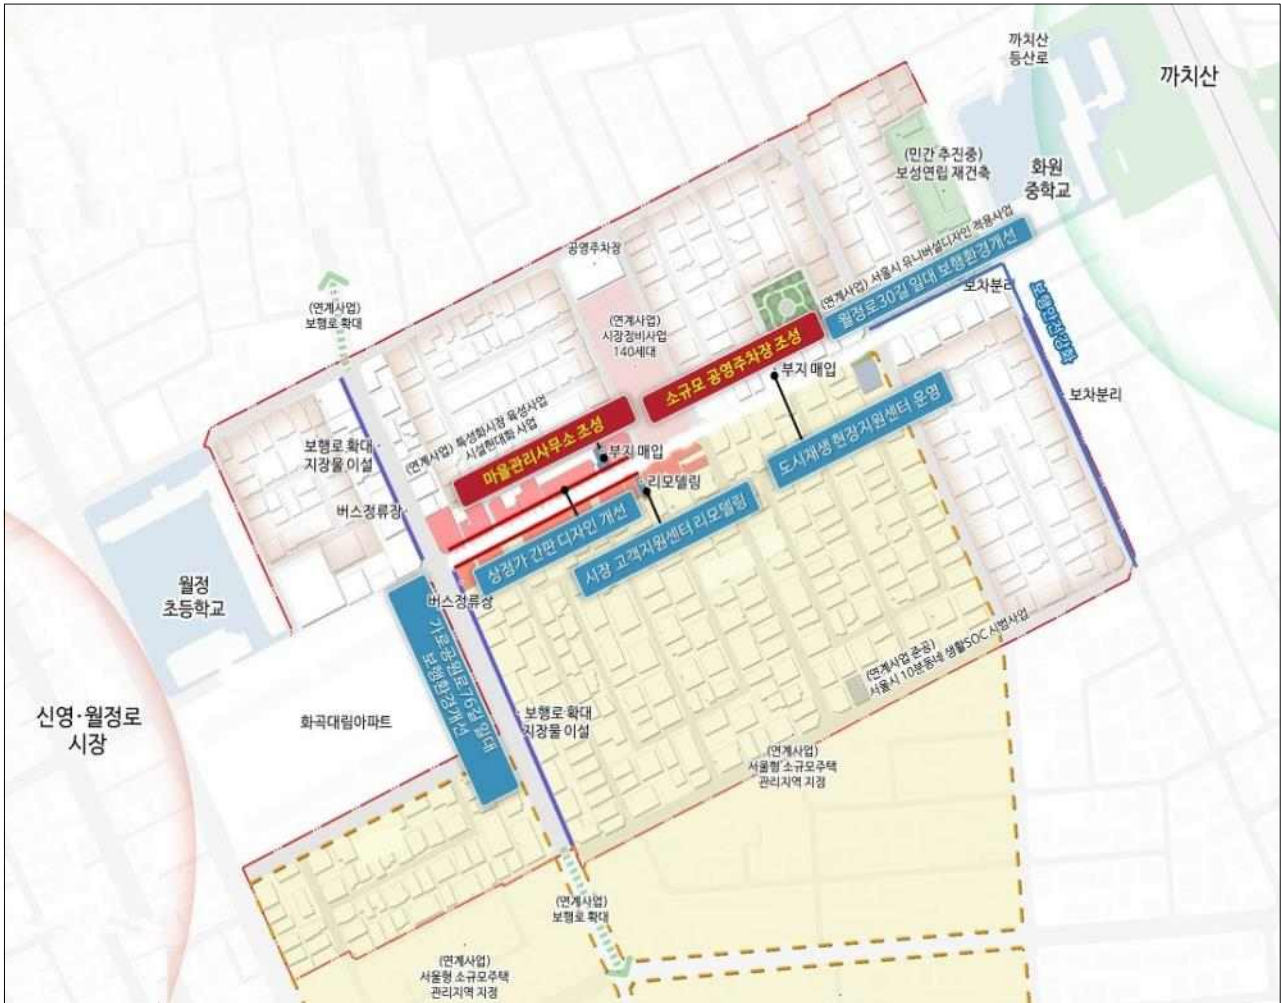 까치산
등산로
까치산
(민간 추진중)
보성연립 재건축
화원
중학교
공영주차장
(연계사업) 서울시 유니버설디자인 적용사업
월정로30길 일대 보행환경개선
보차분리
보행안전강화
(연계사업)
보행로 확대
(연계사업)
시장정비사업
140세대
소규모 공영주차장 조성
부지 매입
보차분리
(연계사업) 특성화시장 육성사업
시설현대화 사업
마을관리사무소 조성
부지 매입
도시재생 현장지원센터 운영
보행로 확대
지장물 이설
리모델링
버스정류장
상점가 간판 디자인 개선
시장 고객지원센터 리모델링
월정
초등학교
버스정류장
가로공원로76길 일대
보행환경개선
(연계사업 준공)
서울시 10분동네 생활SOC 시범사업
신영·월정로
시장
화곡대림아파트
보행로 확대
지장물 이설
(연계사업)
서울형 소규모주택
관리지역 지정
(연계사업)
보행로 확대
(연계사업)
서울형 소규모주택
관리지역 지정